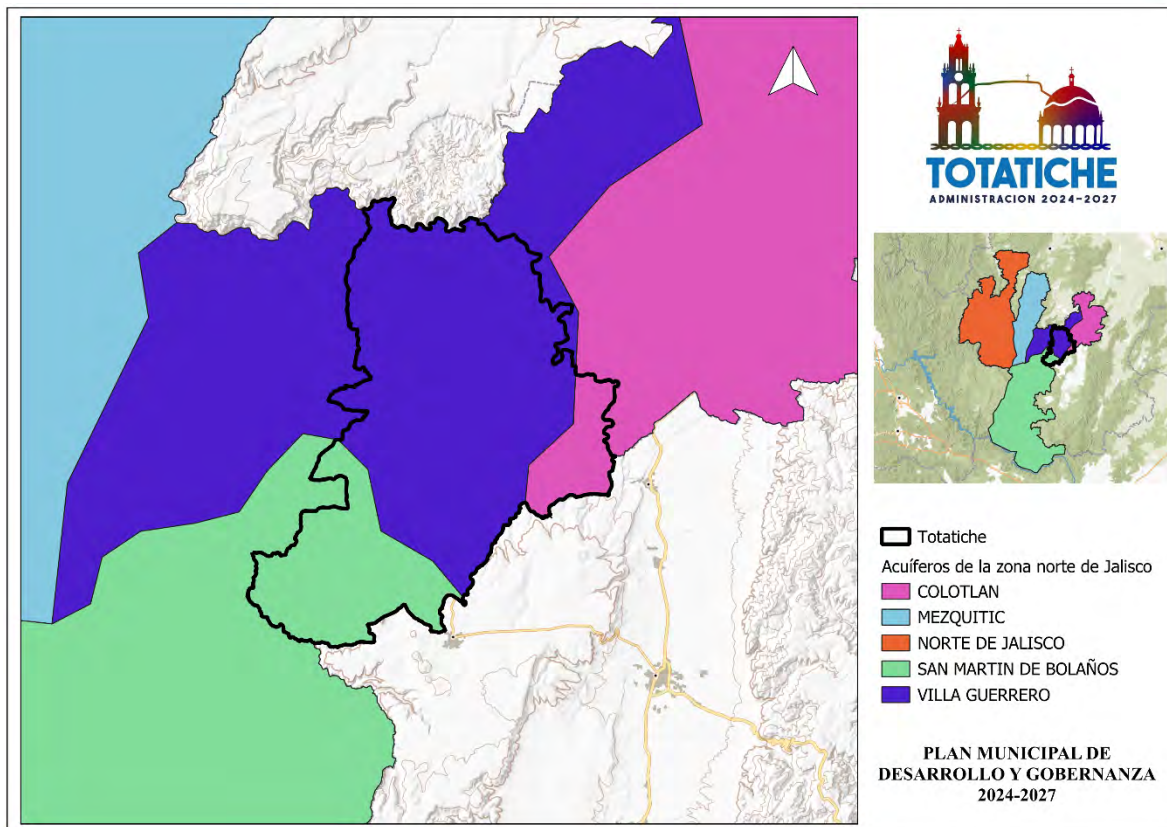 TOTATICHE
ADMINISTRACION 2024-2027
Totatiche
Acuíferos de la zona norte de Jalisco
COLOTLAN
MEZQUITIC
NORTE DE JALISCO
SAN MARTIN DE BOLAÑOS
VILLA GUERRERO
PLAN MUNICIPAL DE
DESARROLLO Y GOBERNANZA
2024-2027